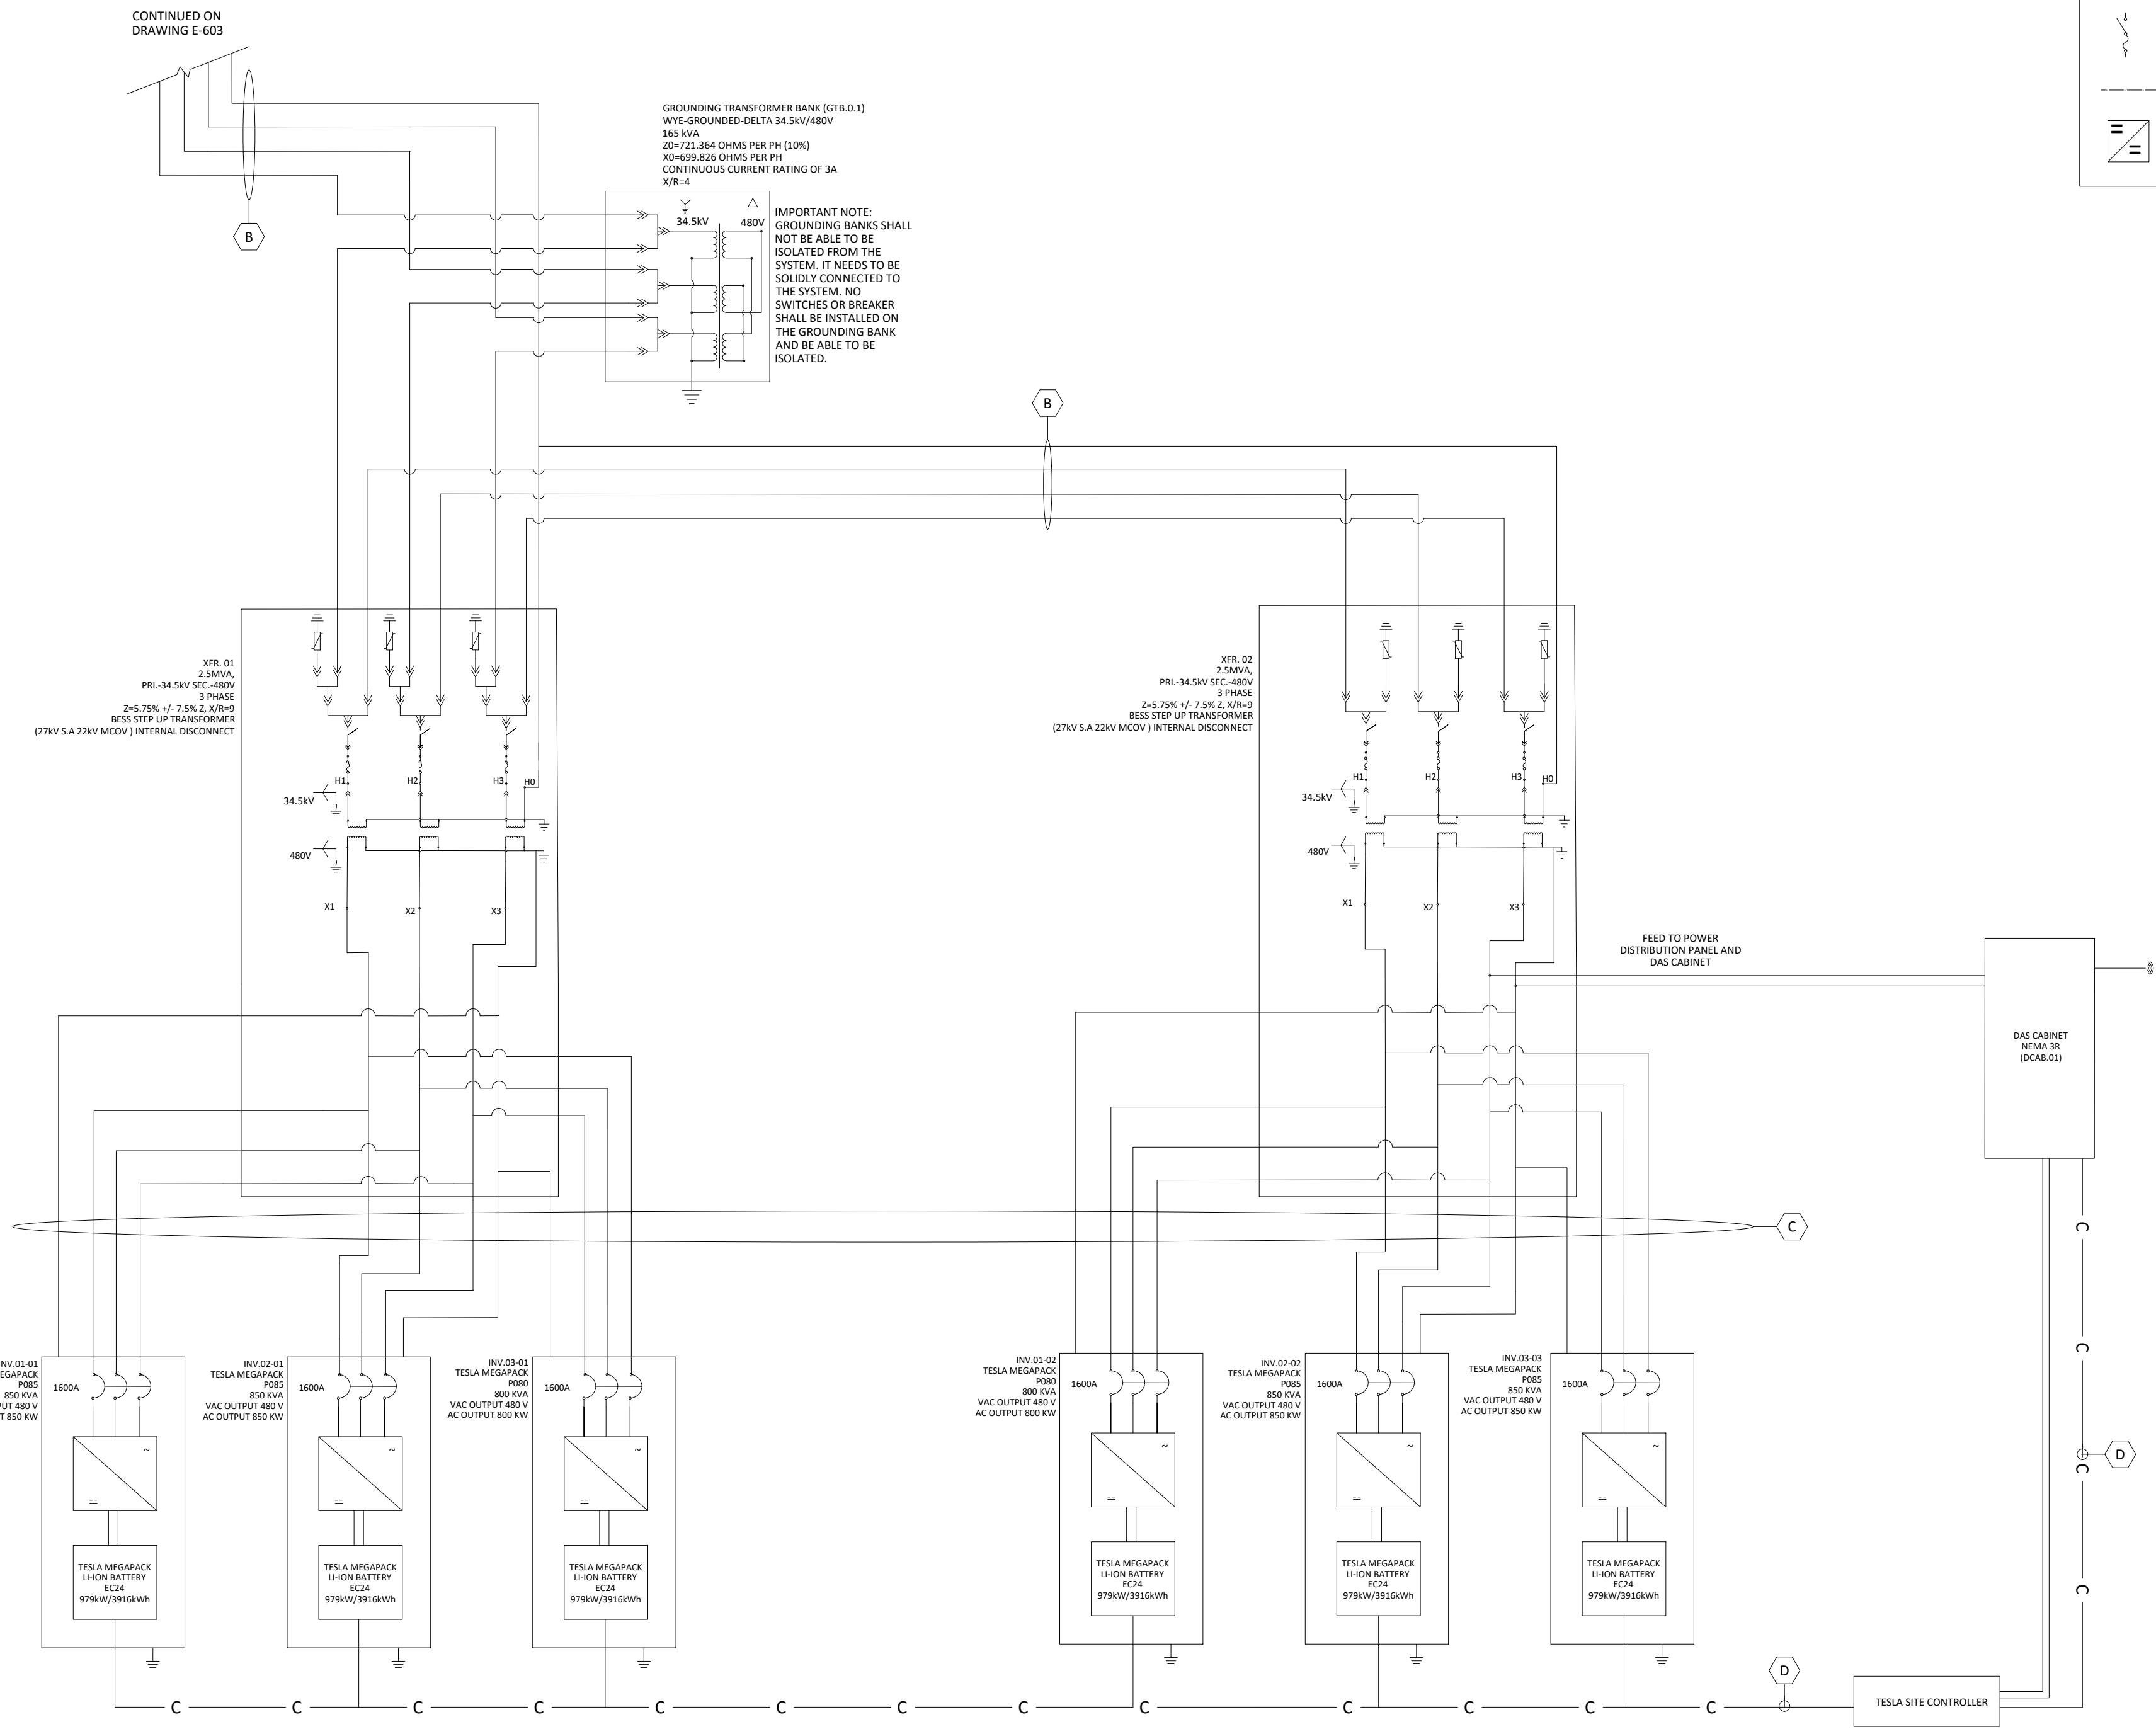 CONTINUED ON
DRAWING E-603
B
GROUNDING TRANSFORMER BANK (GTB.0.1)
WYE-GROUNDED-DELTA 34.5kV/480V
165 kVA
Z0=721.364 OHMS PER PH (10%)
X0=699.826 OHMS PER PH
CONTINUOUS CURRENT RATING OF 3A
X/R=4
34.5kV
480V
IMPORTANT NOTE:
GROUNDING BANKS SHALL
NOT BE ABLE TO BE
ISOLATED FROM THE
SYSTEM. IT NEEDS TO BE
SOLIDLY CONNECTED TO
THE SYSTEM. NO
SWITCHES OR BREAKER
SHALL BE INSTALLED ON
THE GROUNDING BANK
AND BE ABLE TO BE
ISOLATED.
B
XFR. 01
2.5MVA,
PRI.-34.5kV SEC.-480V
3 PHASE
Z=5.75% +/- 7.5% Z, X/R=9
BESS STEP UP TRANSFORMER
(27kV S.A 22kV MCOV ) INTERNAL DISCONNECT
H1
H2
H3
H0
34.5kV
480V
X1
X2
X3
XFR. 02
2.5MVA,
PRI.-34.5kV SEC.-480V
3 PHASE
Z=5.75% +/- 7.5% Z, X/R=9
BESS STEP UP TRANSFORMER
(27kV S.A 22kV MCOV ) INTERNAL DISCONNECT
H1
H2
H3
H0
34.5kV
480V
X1
X2
X3
FEED TO POWER
DISTRIBUTION PANEL AND
DAS CABINET
DAS CABINET
NEMA 3R
(DCAB.01)
C
C
C
C
C
D
NV.01-01
EGAPACK
P085
850 KVA
PUT 480 V
T 850 KW
1600A
TESLA MEGAPACK
LI-ION BATTERY
EC24
979kW/3916kWh
INV.02-01
TESLA MEGAPACK
P085
850 KVA
VAC OUTPUT 480 V
AC OUTPUT 850 KW
1600A
TESLA MEGAPACK
LI-ION BATTERY
EC24
979kW/3916kWh
INV.03-01
TESLA MEGAPACK
P080
800 KVA
VAC OUTPUT 480 V
AC OUTPUT 800 KW
1600A
TESLA MEGAPACK
LI-ION BATTERY
EC24
979kW/3916kWh
INV.01-02
TESLA MEGAPACK
P080
800 KVA
VAC OUTPUT 480 V
AC OUTPUT 800 KW
1600A
TESLA MEGAPACK
LI-ION BATTERY
EC24
979kW/3916kWh
INV.02-02
TESLA MEGAPACK
P085
850 KVA
VAC OUTPUT 480 V
AC OUTPUT 850 KW
1600A
TESLA MEGAPACK
LI-ION BATTERY
EC24
979kW/3916kWh
INV.03-03
TESLA MEGAPACK
P085
850 KVA
VAC OUTPUT 480 V
AC OUTPUT 850 KW
1600A
TESLA MEGAPACK
LI-ION BATTERY
EC24
979kW/3916kWh
D
C C C C C C C C C C C C C
TESLA SITE CONTROLLER